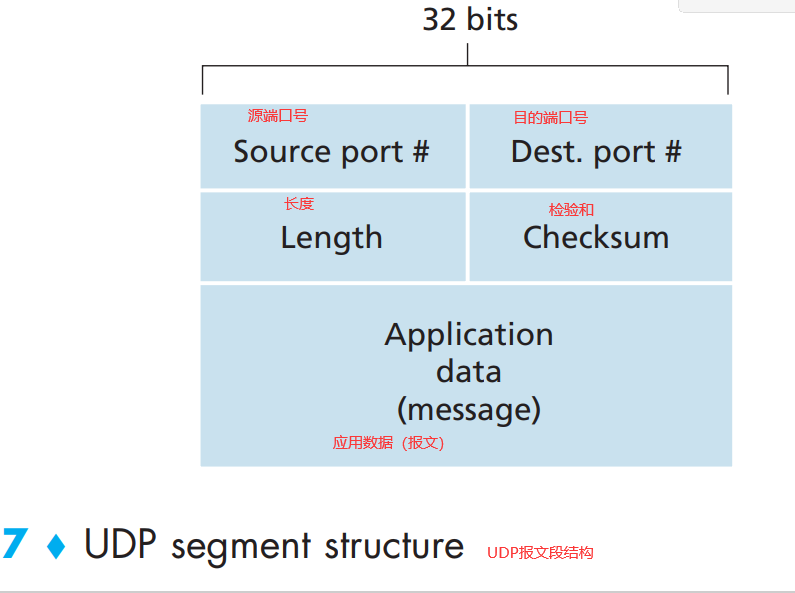 32 bits
源端口号
目的端口号
Source port #
Dest. port #
长度
检验和
Length
Checksum
Application
data
(message)
应用数据（报文）
7 ♦ UDP segment structure UDP报文段结构